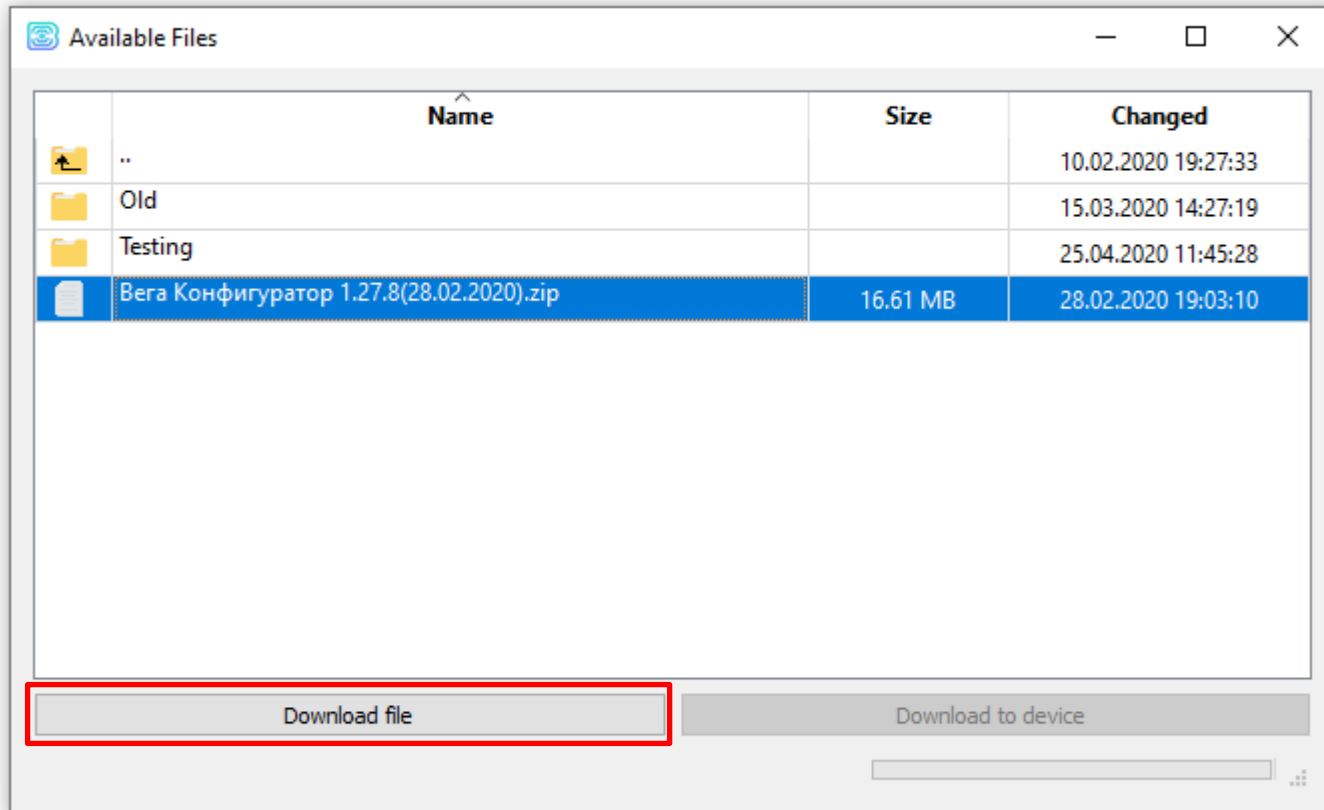 Available Files
Name Size Changed
.. 10.02.2020 19:27:33
Old 15.03.2020 14:27:19
Testing 25.04.2020 11:45:28
Вега Конфигуратор 1.27.8(28.02.2020).zip 16.61 MB 28.02.2020 19:03:10
Download file Download to device